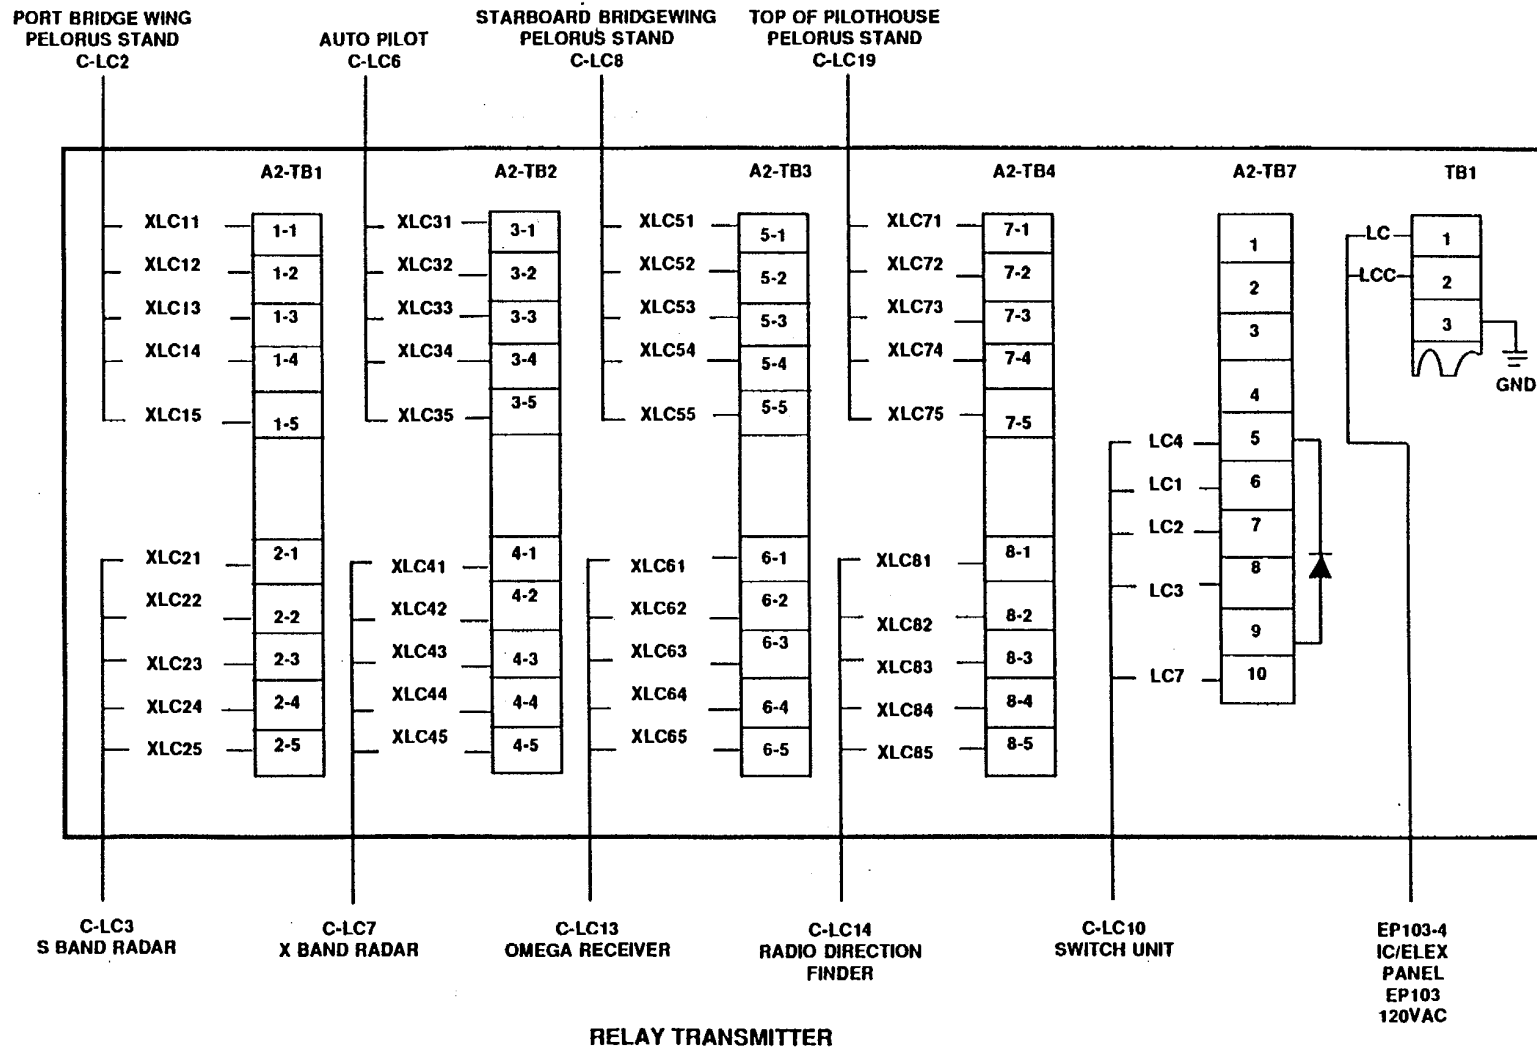 PORT BRIDGE WING
PELORUS STAND
C-LC2
AUTO PILOT
C-LC6
STARBOARD BRIDGEWING
PELORUS STAND
C-LC8
TOP OF PILOTHOUSE
PELORUS STAND
C-LC19
A2-TB1
XLC11 1-1
XLC12 1-2
XLC13 1-3
XLC14 1-4
XLC15 1-5
XLC21 2-1
XLC22 2-2
XLC23 2-3
XLC24 2-4
XLC25 2-5
A2-TB2
XLC31 3-1
XLC32 3-2
XLC33 3-3
XLC34 3-4
XLC35 3-5
XLC41 4-1
XLC42 4-2
XLC43 4-3
XLC44 4-4
XLC45 4-5
A2-TB3
XLC51 5-1
XLC52 5-2
XLC53 5-3
XLC54 5-4
XLC55 5-5
XLC61 6-1
XLC62 6-2
XLC63 6-3
XLC64 6-4
XLC65 6-5
A2-TB4
XLC71 7-1
XLC72 7-2
XLC73 7-3
XLC74 7-4
XLC75 7-5
XLC81 8-1
XLC82 8-2
XLC83 8-3
XLC84 8-4
XLC85 8-5
A2-TB7
1
2
3
4
LC4 5
LC1 6
LC2 7
LC3 8
9
LC7 10
TB1
LC 1
LCC 2
3
GND
C-LC3
S BAND RADAR
C-LC7
X BAND RADAR
C-LC13
OMEGA RECEIVER
C-LC14
RADIO DIRECTION
FINDER
C-LC10
SWITCH UNIT
EP103-4
IC/ELEX
PANEL
EP103
120VAC
RELAY TRANSMITTER